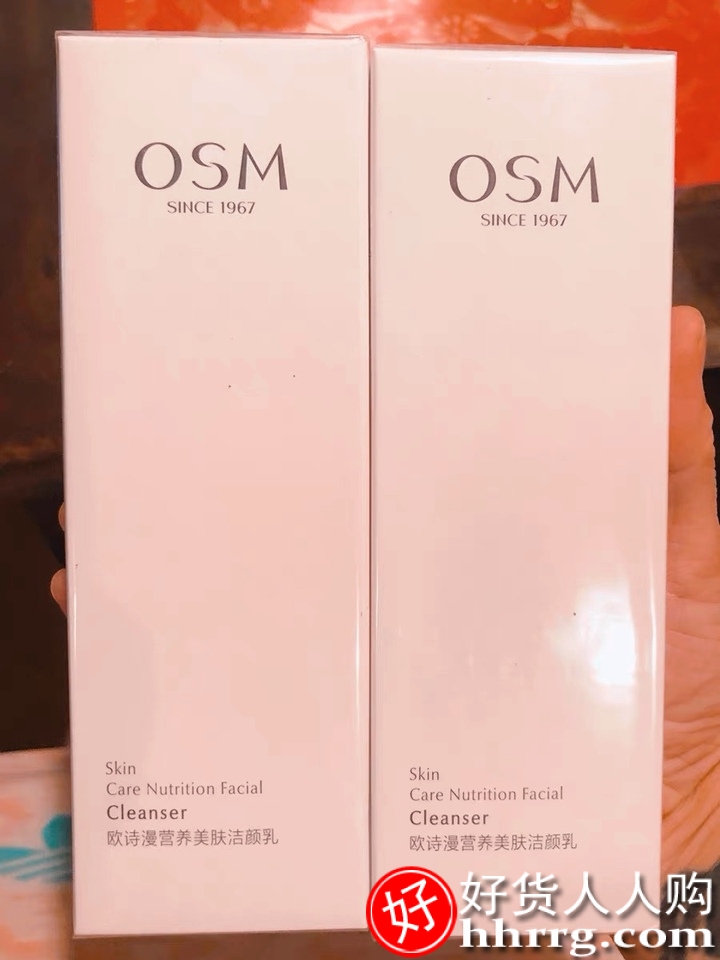 OSM
SINCE 1967
Skin
Care Nutrition Facial
Cleanser
欧诗漫营养美肤洁颜乳
OSM
SINCE 1967
Skin
Care Nutrition Facial
Cleanser
欧诗漫营养美肤洁颜乳
好
好货人人购
hhrrg.com